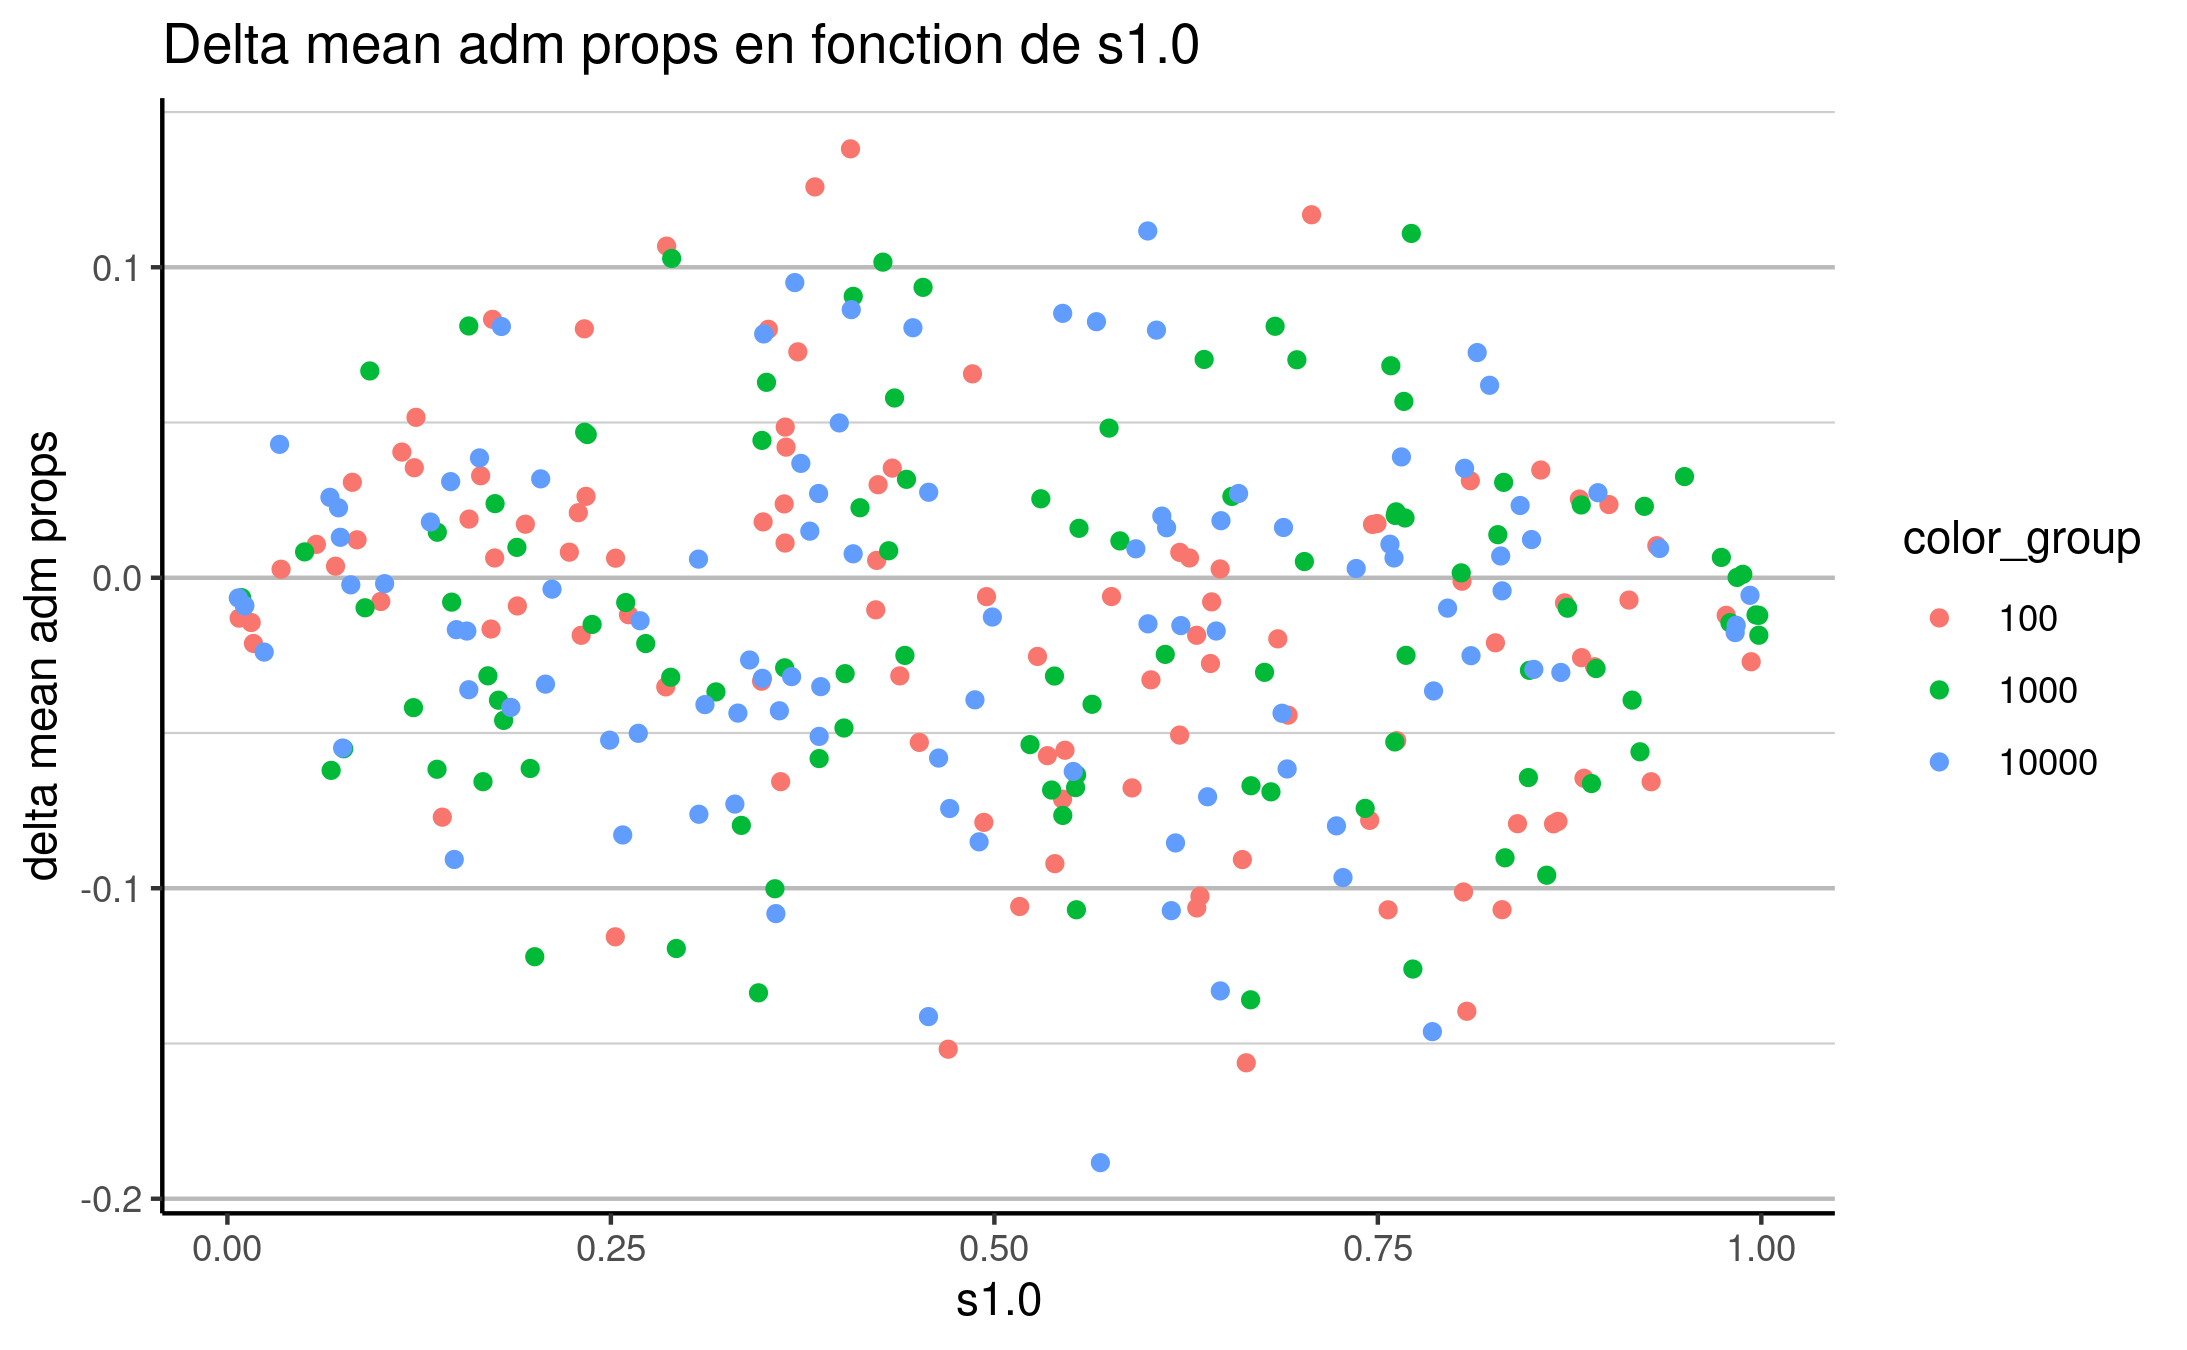 Delta mean adm props en fonction de s1.0
delta mean adm props
0.1
0.0
-0.1
-0.2
0.00 0.25 0.50 0.75 1.00
s1.0
color_group
100
1000
10000